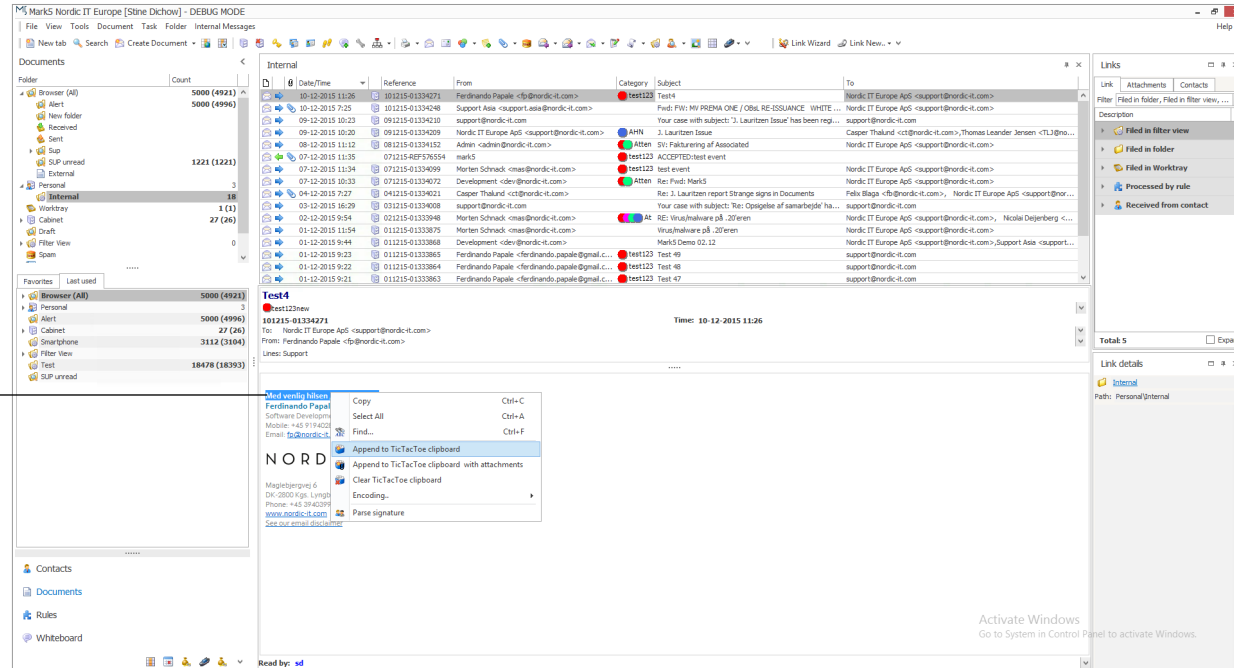 Mark5 Nordic IT Europe [Stine Dichow] - DEBUG MODE
File View Tools Document Task Folder Internal Messages Help
New tab Search Create Document Link Wizard Link New..
Documents
Folder Count
Browser (All) 5000 (4921)
Alert 5000 (4996)
New folder
Received
Sent
Sup
SUP unread 1221 (1221)
External
Personal 3
Internal 18
Worktray 1 (1)
Cabinet 27 (26)
Draft
Filter View 0
Spam
Favorites Last used
Browser (All) 5000 (4921)
Personal 3
Alert 5000 (4996)
Cabinet 27 (26)
Smartphone 3112 (3104)
Filter View
Test 18478 (18393)
SUP unread
Contacts
Documents
Rules
Whiteboard
Internal
Date/Time Reference From Category Subject To
10-12-2015 11:26 101215-01334271 Ferdinando Papale <fp@nordic-it.com> test123 Test4 Nordic IT Europe ApS <support@nordic-it.com>
10-12-2015 7:25 101215-01334248 Support Asia <support.asia@nordic-it.com> Fwd: FW: MV PREMA ONE / OBsL RE-ISSUANCE WHITE ... Nordic IT Europe ApS <support@nordic-it.com>
09-12-2015 10:23 091215-01334210 support@nordic-it.com Your case with subject: 'J. Lauritzen Issue' has been regi... support@nordic-it.com
09-12-2015 10:20 091215-01334209 Nordic IT Europe ApS <support@nordic-it.com> AHN J. Lauritzen Issue Casper Thalund <ct@nordic-it.com>,Thomas Leander Jensen <TLJ@no...
08-12-2015 11:12 081215-01334152 Admin <admin@nordic-it.com> Atten SV: Fakturering af Associated Nordic IT Europe ApS <support@nordic-it.com>
07-12-2015 11:35 071215-REF576554 mark5 test123 ACCEPTED:test event
07-12-2015 11:34 071215-01334099 Morten Schnack <mas@nordic-it.com> test123 test event Nordic IT Europe ApS <support@nordic-it.com>
07-12-2015 10:33 071215-01334072 Development <dev@nordic-it.com> Atten Re: Fwd: Mark5 Nordic IT Europe ApS <support@nordic-it.com>
04-12-2015 7:27 041215-01334021 Casper Thalund <ct@nordic-it.com> Re: J. Lauritzen report Strange signs in Documents Felix Blaga <fb@nordic-it.com>, Nordic IT Europe ApS <support@nor...
03-12-2015 16:29 031215-01334008 support@nordic-it.com Your case with subject: 'Re: Opsigelse af samarbejde' ha... support@nordic-it.com
02-12-2015 9:54 021215-01333948 Morten Schnack <mas@nordic-it.com> At RE: Virus/malware på .20'eren Nordic IT Europe ApS <support@nordic-it.com>, Nicolai Deijenberg <...
01-12-2015 11:54 011215-01333875 Morten Schnack <mas@nordic-it.com> Virus/malware på .20'eren Nordic IT Europe ApS <support@nordic-it.com>
01-12-2015 9:44 011215-01333868 Development <dev@nordic-it.com> Mark5 Demo 02.12 Nordic IT Europe ApS <support@nordic-it.com>,Support Asia <support...
01-12-2015 9:23 011215-01333865 Ferdinando Papale <ferdinando.papale@gmail.c... test123 Test 49 support@nordic-it.com
01-12-2015 9:22 011215-01333864 Ferdinando Papale <ferdinando.papale@gmail.c... test123 Test 48 support@nordic-it.com
01-12-2015 9:21 011215-01333863 Ferdinando Papale <ferdinando.papale@gmail.c... test123 Test 47 support@nordic-it.com
Test4
test123new
101215-01334271 Time: 10-12-2015 11:26
To: Nordic IT Europe ApS <support@nordic-it.com>
From: Ferdinando Papale <fp@nordic-it.com>
Lines: Support
Med venlig hilsen
Ferdinando Papal
Software Developme
Mobile: +45 9194028
Email: fp@nordic-it.
NORD
Maglebjergvej 6
DK-2800 Kgs. Lyngb
Phone: +45 3940399
www.nordic-it.com
See our email disclaimer
Copy Ctrl+C
Select All Ctrl+A
Find... Ctrl+F
Append to TicTacToe clipboard
Append to TicTacToe clipboard with attachments
Clear TicTacToe clipboard
Encoding..
Parse signature
Read by: sd
Links
Link Attachments Contacts
Filter Filed in folder, Filed in filter view, ...
Description
Filed in filter view
Filed in folder
Filed in Worktray
Processed by rule
Received from contact
Total: 5 Expa
Link details
Internal
Path: Personal\Internal
Activate Windows
Go to System in Control Panel to activate Windows.